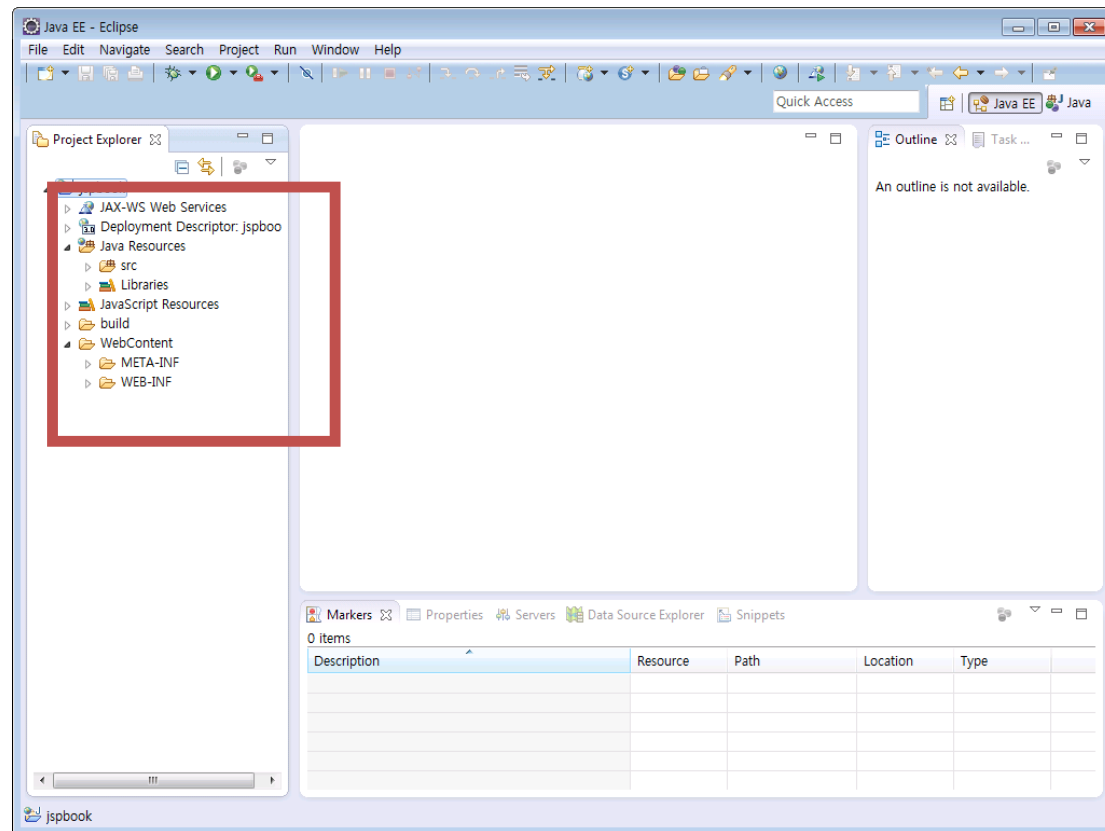 Java EE - Eclipse
File Edit Navigate Search Project Run Window Help
Quick Access
Java EE Java
Project Explorer
Outline Task ...
An outline is not available.
jspbook
JAX-WS Web Services
Deployment Descriptor: jspboo
Java Resources
src
Libraries
JavaScript Resources
build
WebContent
META-INF
WEB-INF
Markers Properties Servers Data Source Explorer Snippets
0 items
Description Resource Path Location Type
jspbook